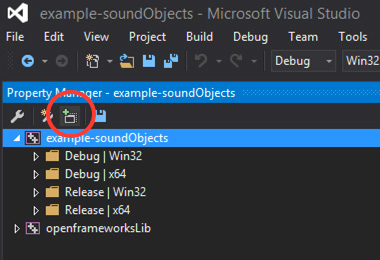 example-soundObjects - Microsoft Visual Studio
File Edit View Project Build Debug Team Tools
Debug Win32
Property Manager - example-soundObjects
example-soundObjects
Debug | Win32
Debug | x64
Release | Win32
Release | x64
openframeworksLib